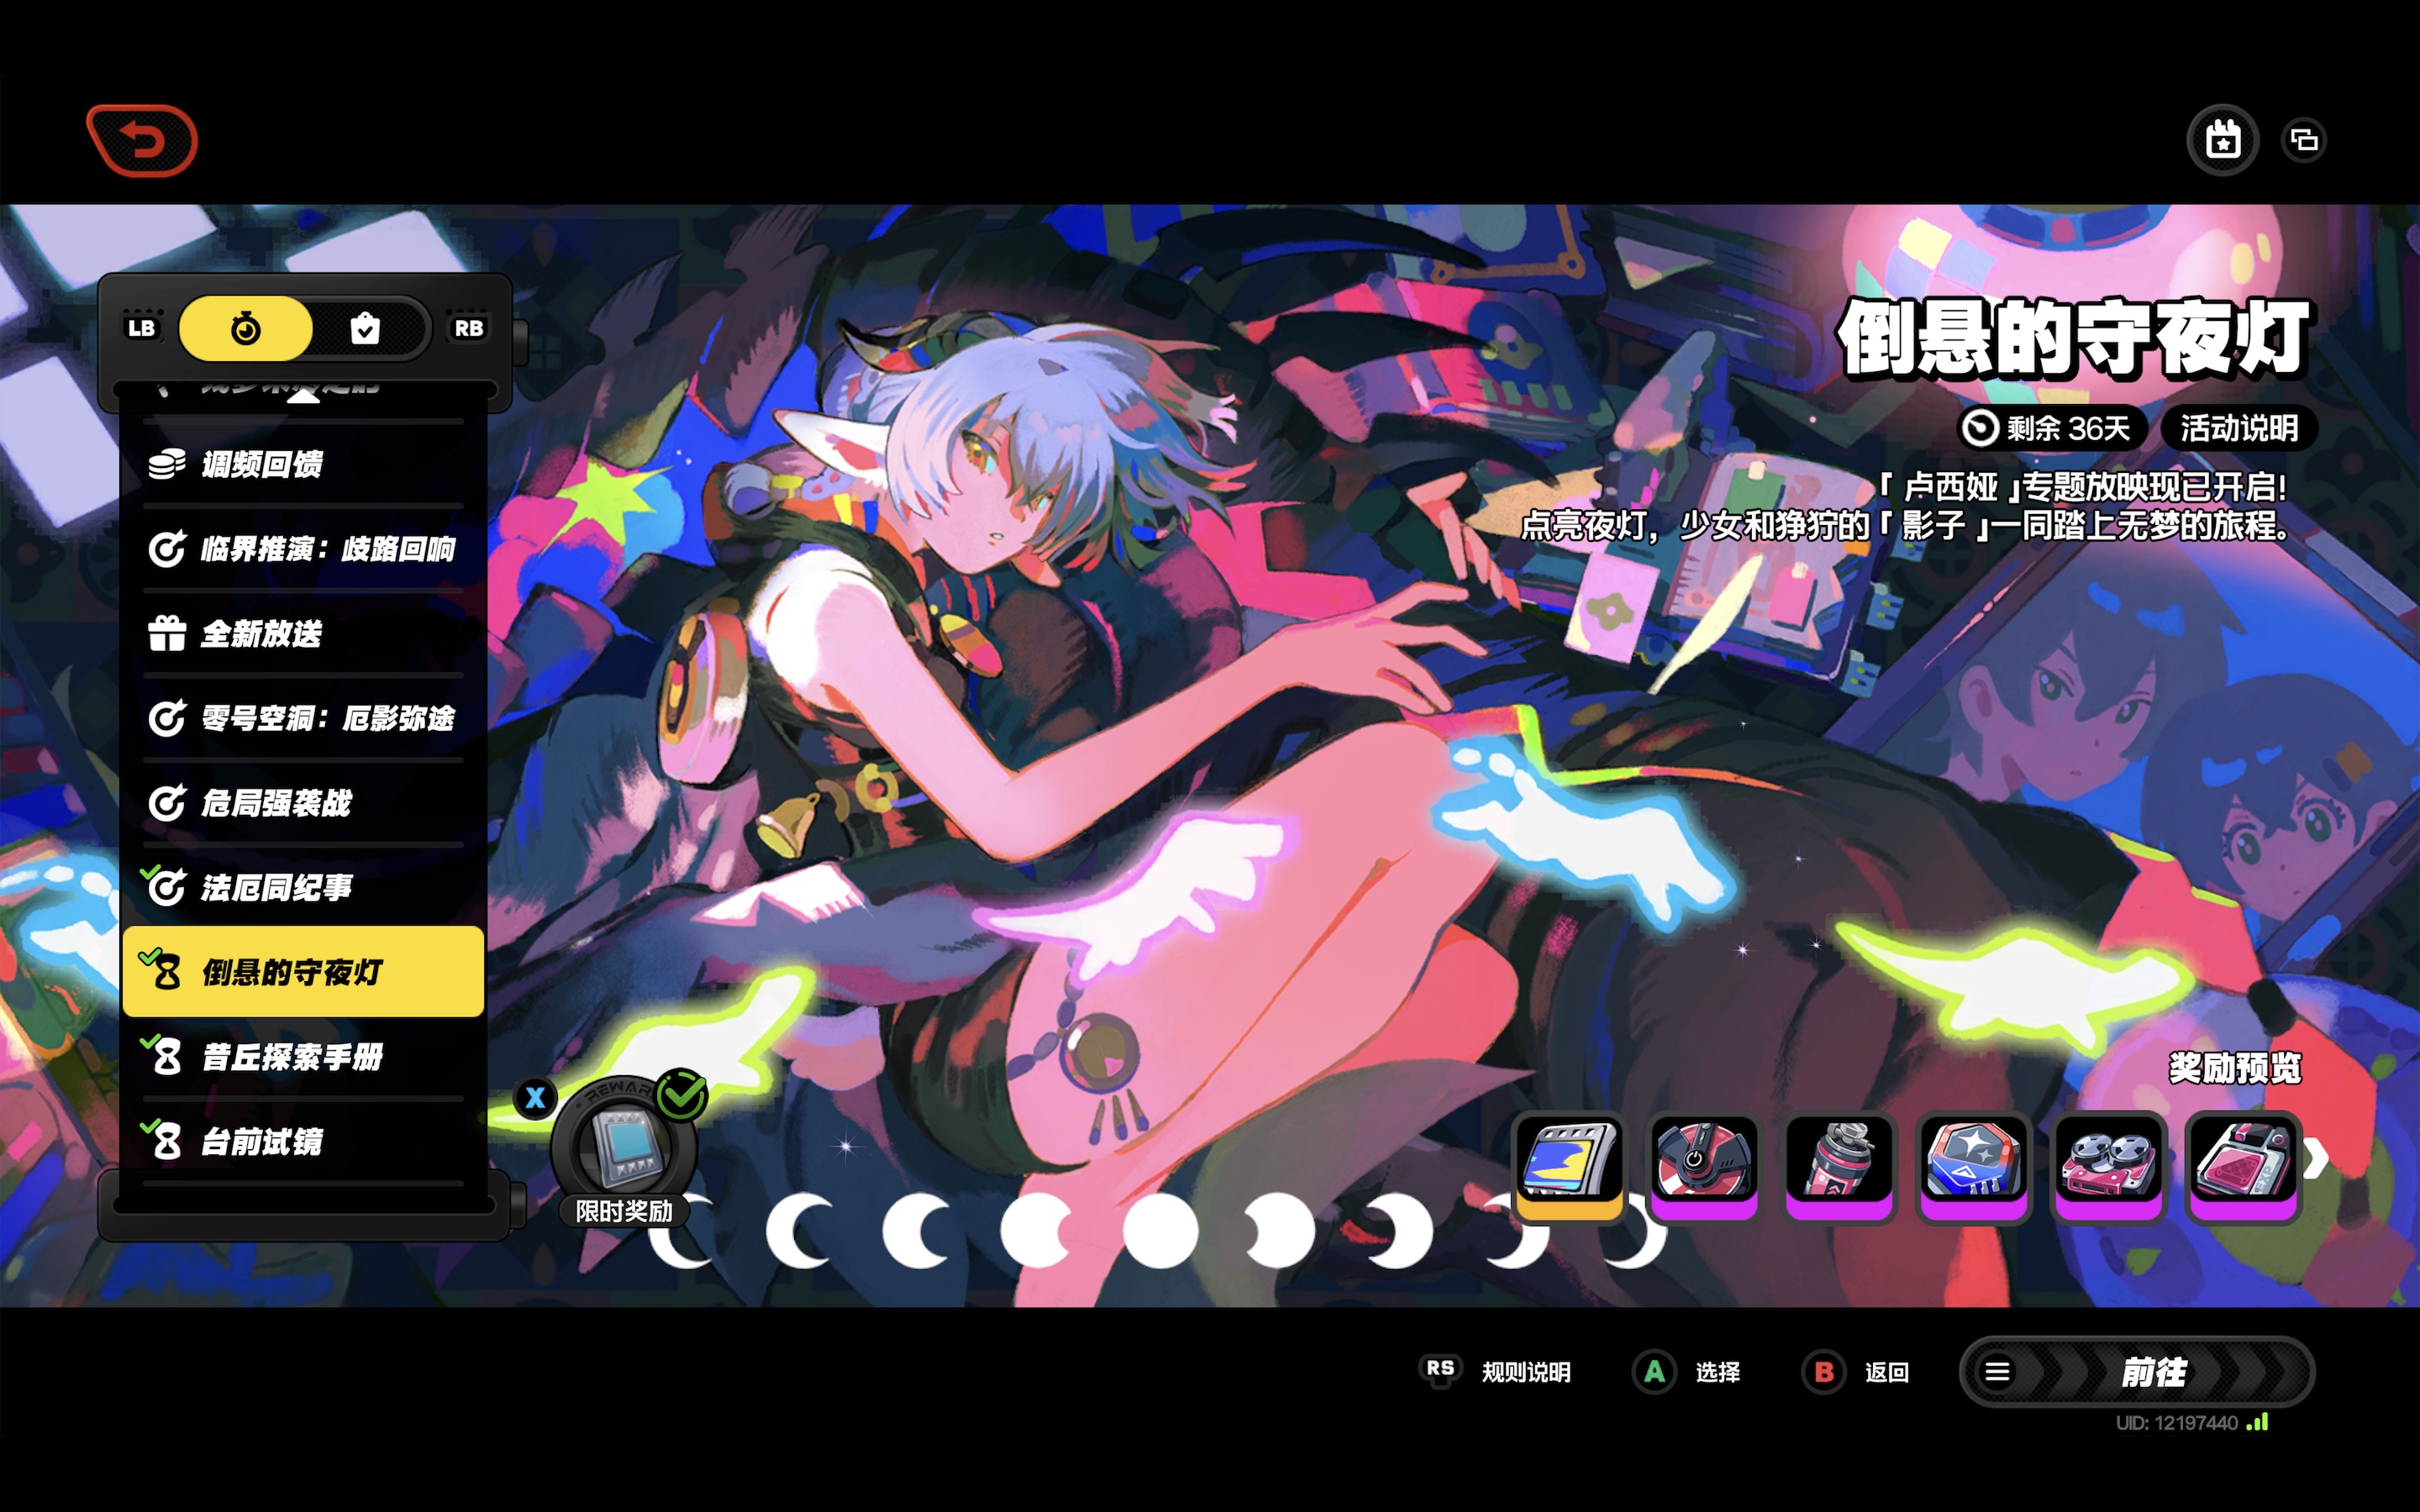 LB
RB
调频回馈
临界推演：歧路回响
全新放送
零号空洞：厄影弥途
危局强袭战
法厄同纪事
倒悬的守夜灯
昔丘探索手册
台前试镜
倒悬的守夜灯
剩余 36天
活动说明
「卢西娅」专题放映现已开启！
点亮夜灯，少女和狰狞的「影子」一同踏上无梦的旅程。
X
限时奖励
奖励预览
RS 规则说明
A 选择
B 返回
前往
UID: 12197440